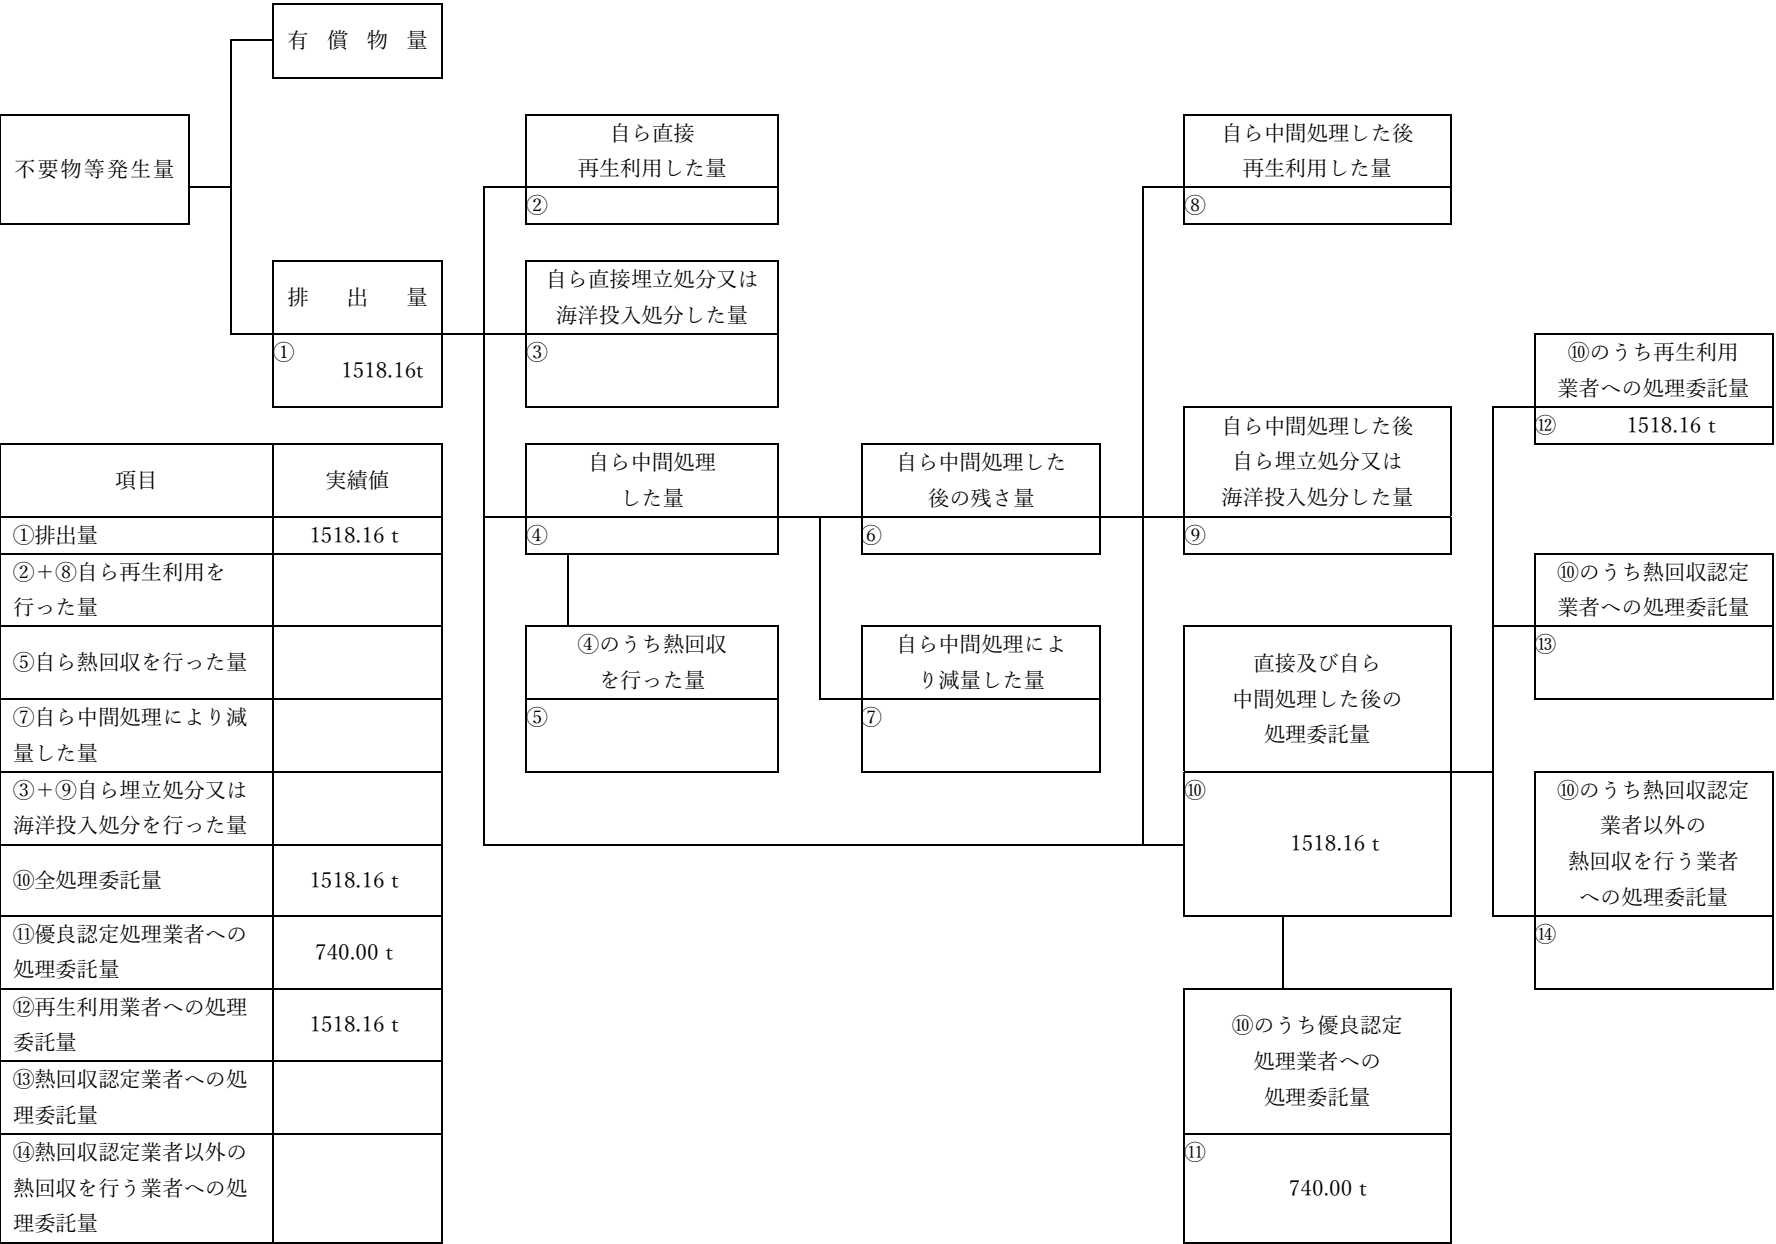 有　償　物　量
不要物等発生量
自ら直接
再生利用した量
②
自ら中間処理した後
再生利用した量
⑧
排　出　量
①
1518.16t
自ら直接埋立処分又は
海洋投入処分した量
③
⑩のうち再生利用
業者への処理委託量
⑫ 1518.16 t
自ら中間処理
した量
④
自ら中間処理した
後の残さ量
⑥
自ら中間処理した後
自ら埋立処分又は
海洋投入処分した量
⑨
⑩のうち熱回収認定
業者への処理委託量
⑬
④のうち熱回収
を行った量
⑤
自ら中間処理によ
り減量した量
⑦
直接及び自ら
中間処理した後の
処理委託量
⑩
1518.16 t
⑩のうち熱回収認定
業者以外の
熱回収を行う業者
への処理委託量
⑭
⑩のうち優良認定
処理業者への
処理委託量
⑪
740.00 t
項目 実績値
①排出量 1518.16 t
②＋⑧自ら再生利用を
行った量
⑤自ら熱回収を行った量
⑦自ら中間処理により減
量した量
③＋⑨自ら埋立処分又は
海洋投入処分を行った量
⑩全処理委託量 1518.16 t
⑪優良認定処理業者への
処理委託量
740.00 t
⑫再生利用業者への処理
委託量
1518.16 t
⑬熱回収認定業者への処
理委託量
⑭熱回収認定業者以外の
熱回収を行う業者への処
理委託量